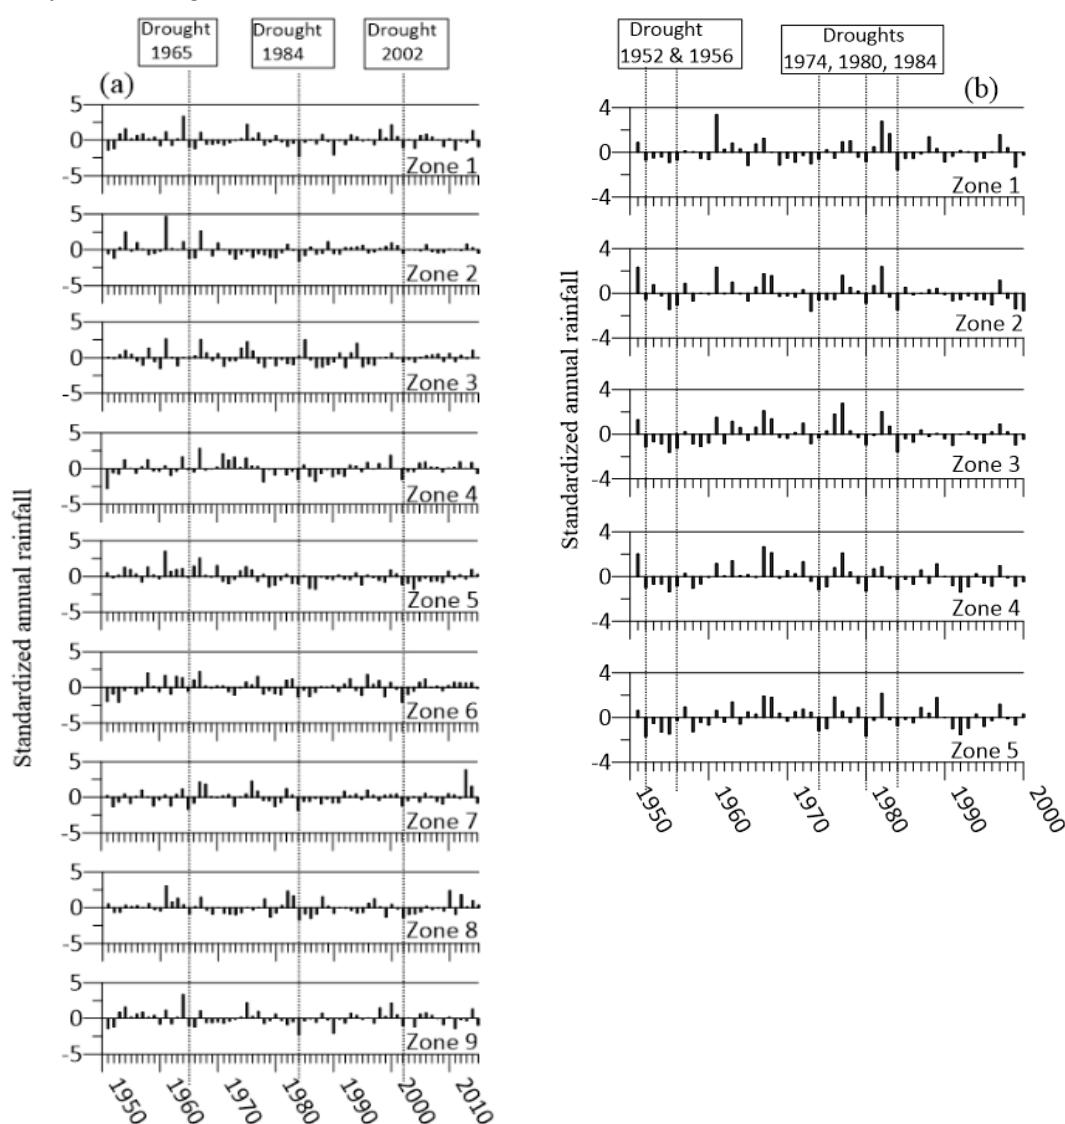 Drought
1965
Drought
1984
Drought
2002
(a)
Standardized annual rainfall
5
0
-5
Zone 1
5
0
-5
Zone 2
5
0
-5
Zone 3
5
0
-5
Zone 4
5
0
-5
Zone 5
5
0
-5
Zone 6
5
0
-5
Zone 7
5
0
-5
Zone 8
5
0
-5
Zone 9
1950
1960
1970
1980
1990
2000
2010
Drought
1952 & 1956
Droughts
1974, 1980, 1984
(b)
Standardized annual rainfall
4
0
-4
Zone 1
4
0
-4
Zone 2
4
0
-4
Zone 3
4
0
-4
Zone 4
4
0
-4
Zone 5
1950
1960
1970
1980
1990
2000